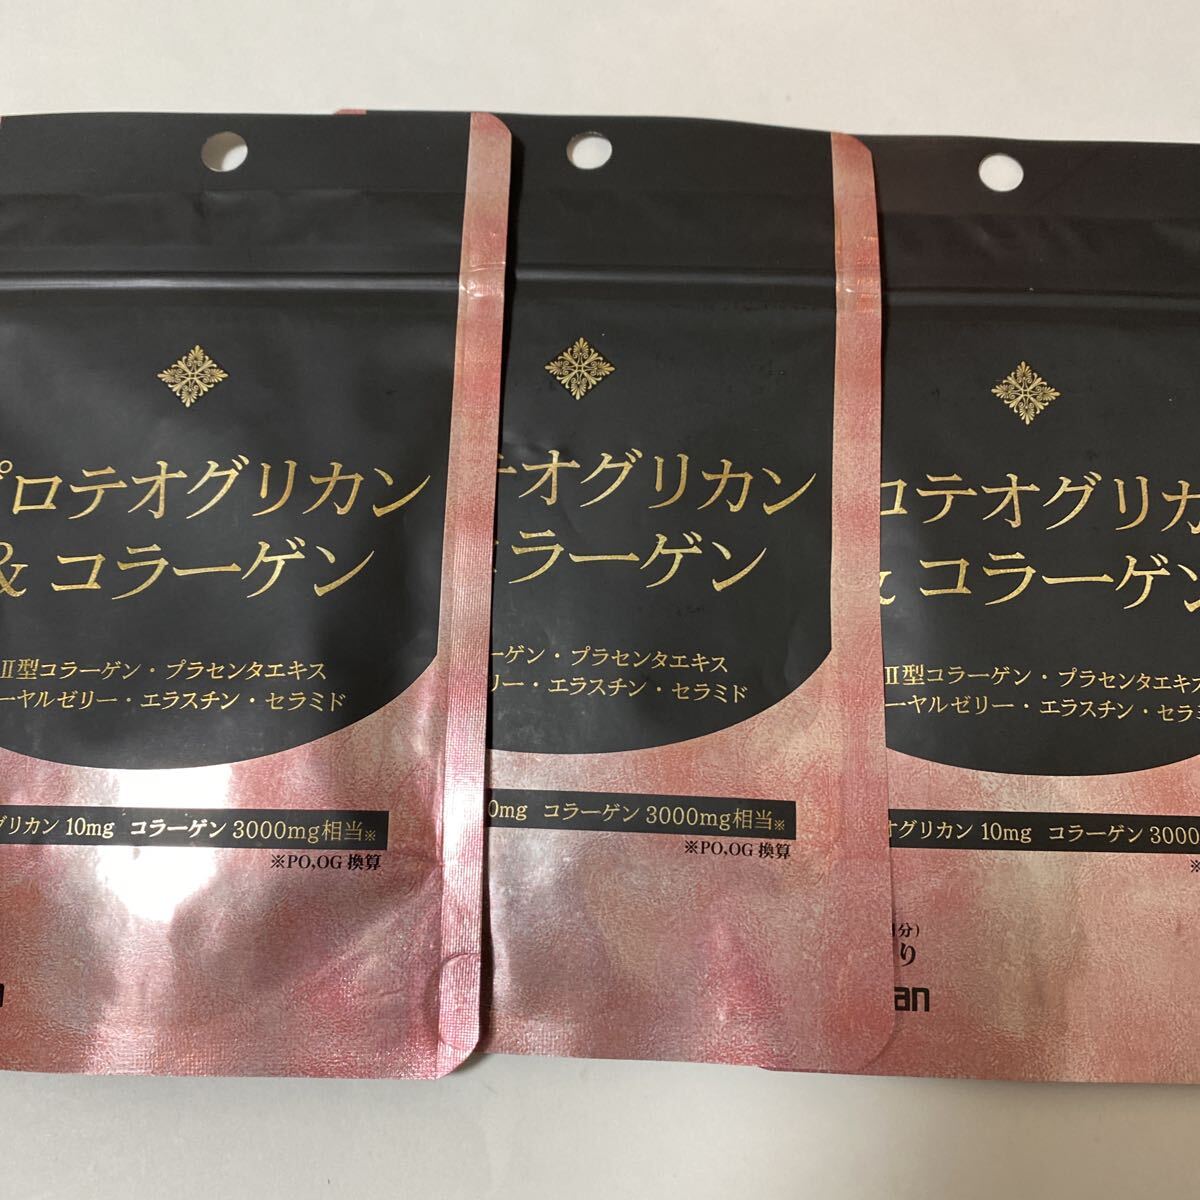 プロテオグリカン
& コラーゲン
II型コラーゲン・プラセンタエキス
ーヤルゼリー・エラスチン・セラミド
グリカン 10mg コラーゲン 3000mg相当※
※PO,OG 換算
テオグリカン
ラーゲン
ーゲン・プラセンタエキス
リー・エラスチン・セラミド
0mg コラーゲン 3000mg相当※
※PO,OG 換算
ロテオグリカ
& コラーゲン
II型コラーゲン・プラセンタエキス
ーヤルゼリー・エラスチン・セラ
オグリカン 10mg コラーゲン 3000
※
分)
り
an